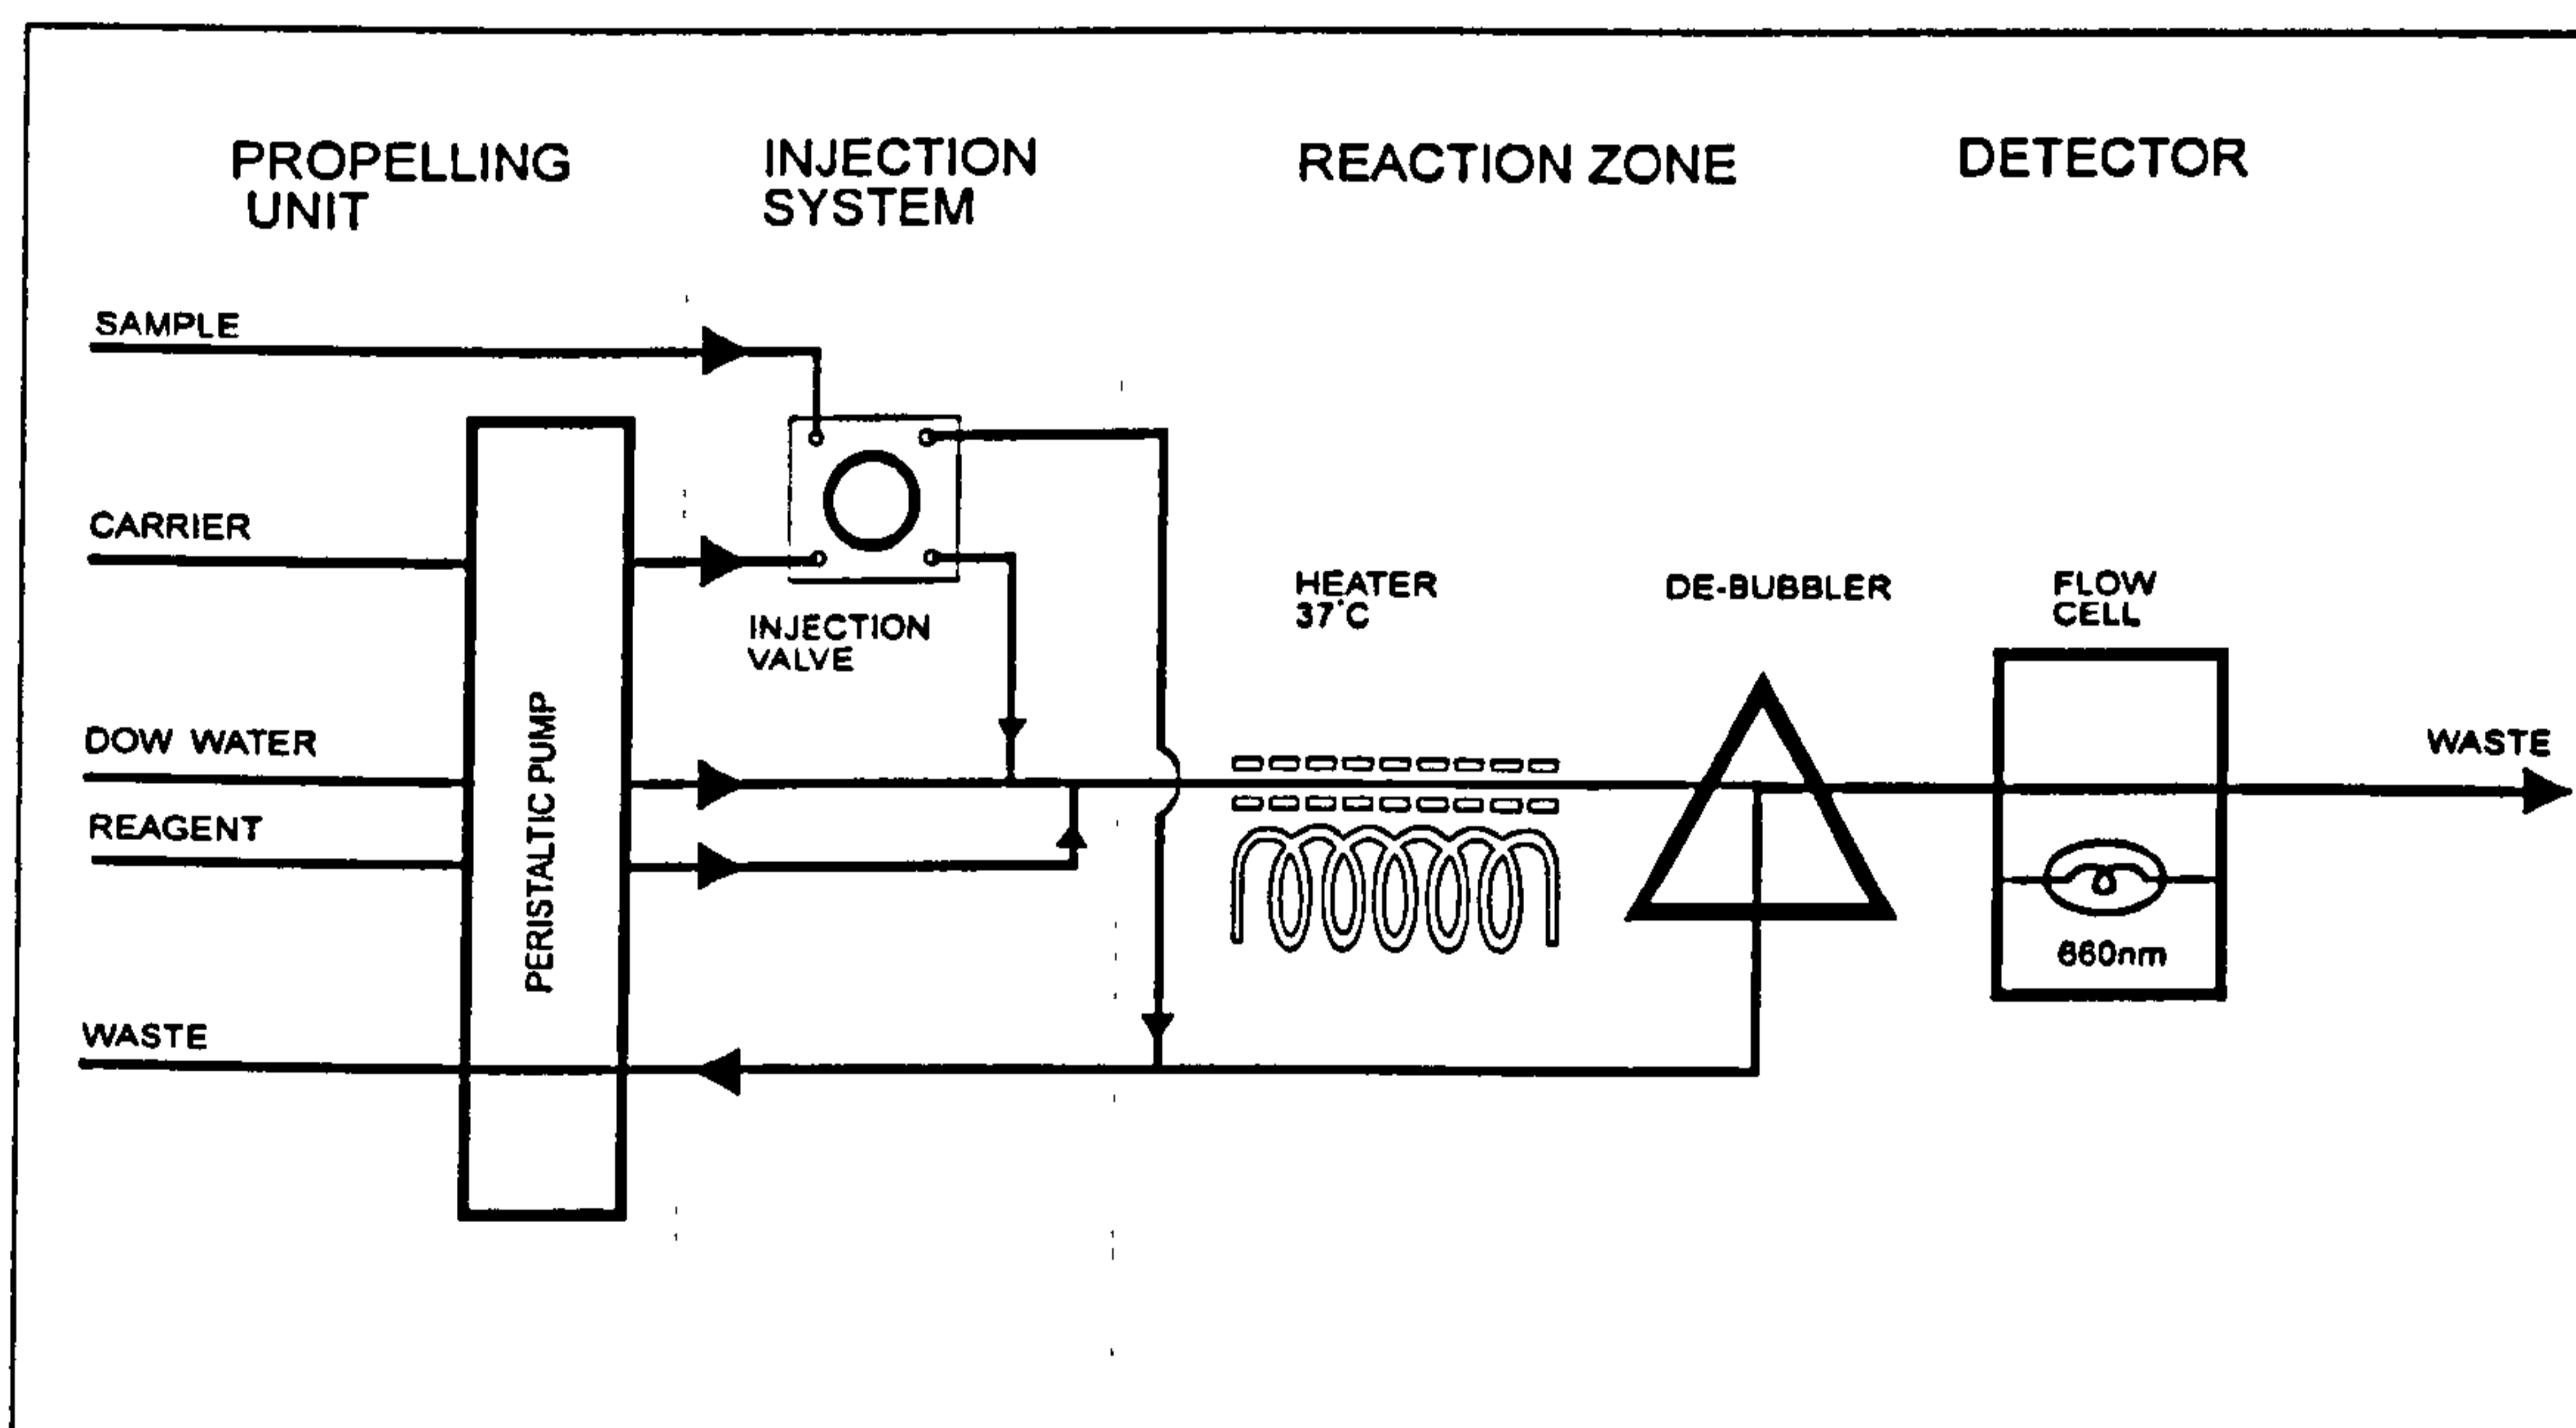 PROPELLING
UNIT
INJECTION
SYSTEM
REACTION ZONE
DETECTOR
SAMPLE
CARRIER
INJECTION
VALVE
HEATER
37°C
DE-BUBBLER
FLOW
CELL
DOW WATER
REAGENT
PERISTALTIC PUMP
WASTE
660nm
WASTE